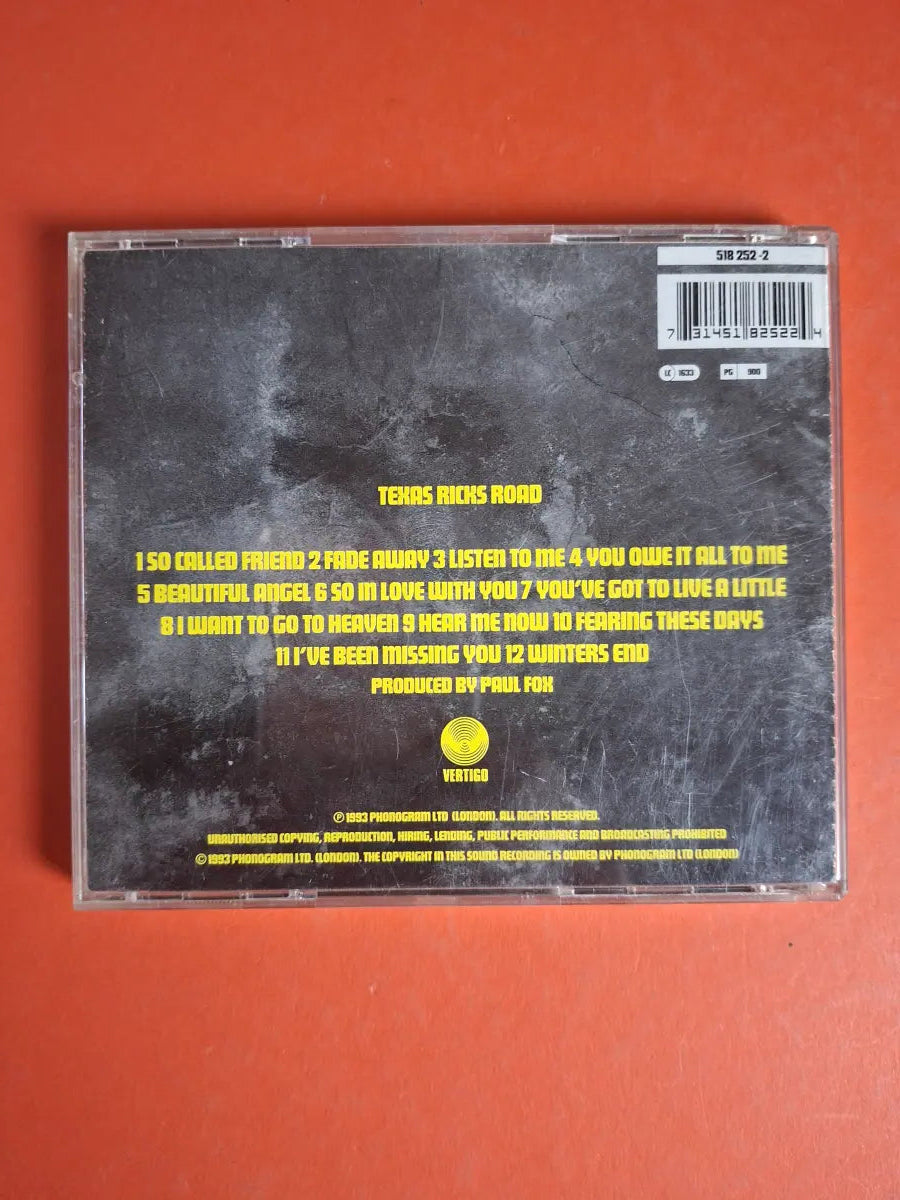 518 252-2
7 31451 82522 4
LC 1633
PG 900
TEXAS RICKS ROAD
1 SO CALLED FRIEND 2 FADE AWAY 3 LISTEN TO ME 4 YOU OWE IT ALL TO ME
5 BEAUTIFUL ANGEL 6 SO IN LOVE WITH YOU 7 YOU'VE GOT TO LIVE A LITTLE
8 I WANT TO GO TO HEAVEN 9 HEAR ME NOW 10 FEARING THESE DAYS
11 I'VE BEEN MISSING YOU 12 WINTERS END
PRODUCED BY PAUL FOX
VERTIGO
℗ 1993 PHONOGRAM LTD (LONDON). ALL RIGHTS RESERVED.
UNAUTHORISED COPYING, REPRODUCTION, HIRING, LENDING, PUBLIC PERFORMANCE AND BROADCASTING PROHIBITED
© 1993 PHONOGRAM LTD. (LONDON). THE COPYRIGHT IN THIS SOUND RECORDING IS OWNED BY PHONOGRAM LTD (LONDON)